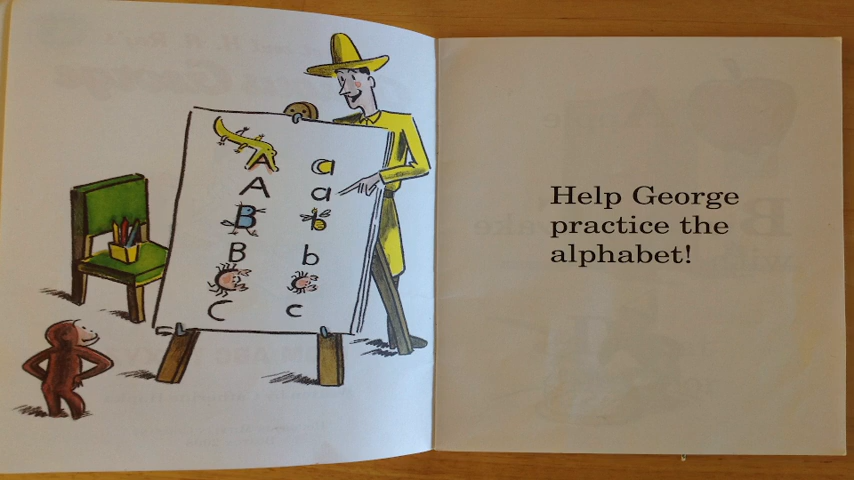 A a
A a
B b
B b
C c
C c
Help George
practice the
alphabet!